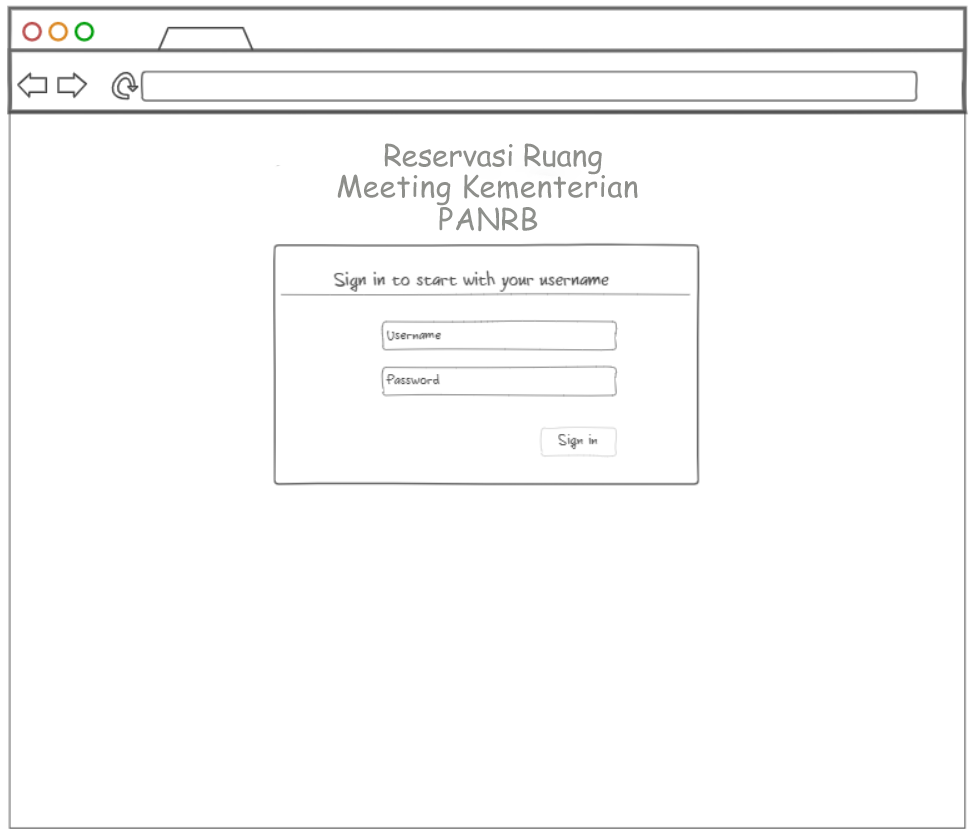 Reservasi Ruang
Meeting Kementerian
PANRB
Sign in to start with your username
Username
Password
Sign in